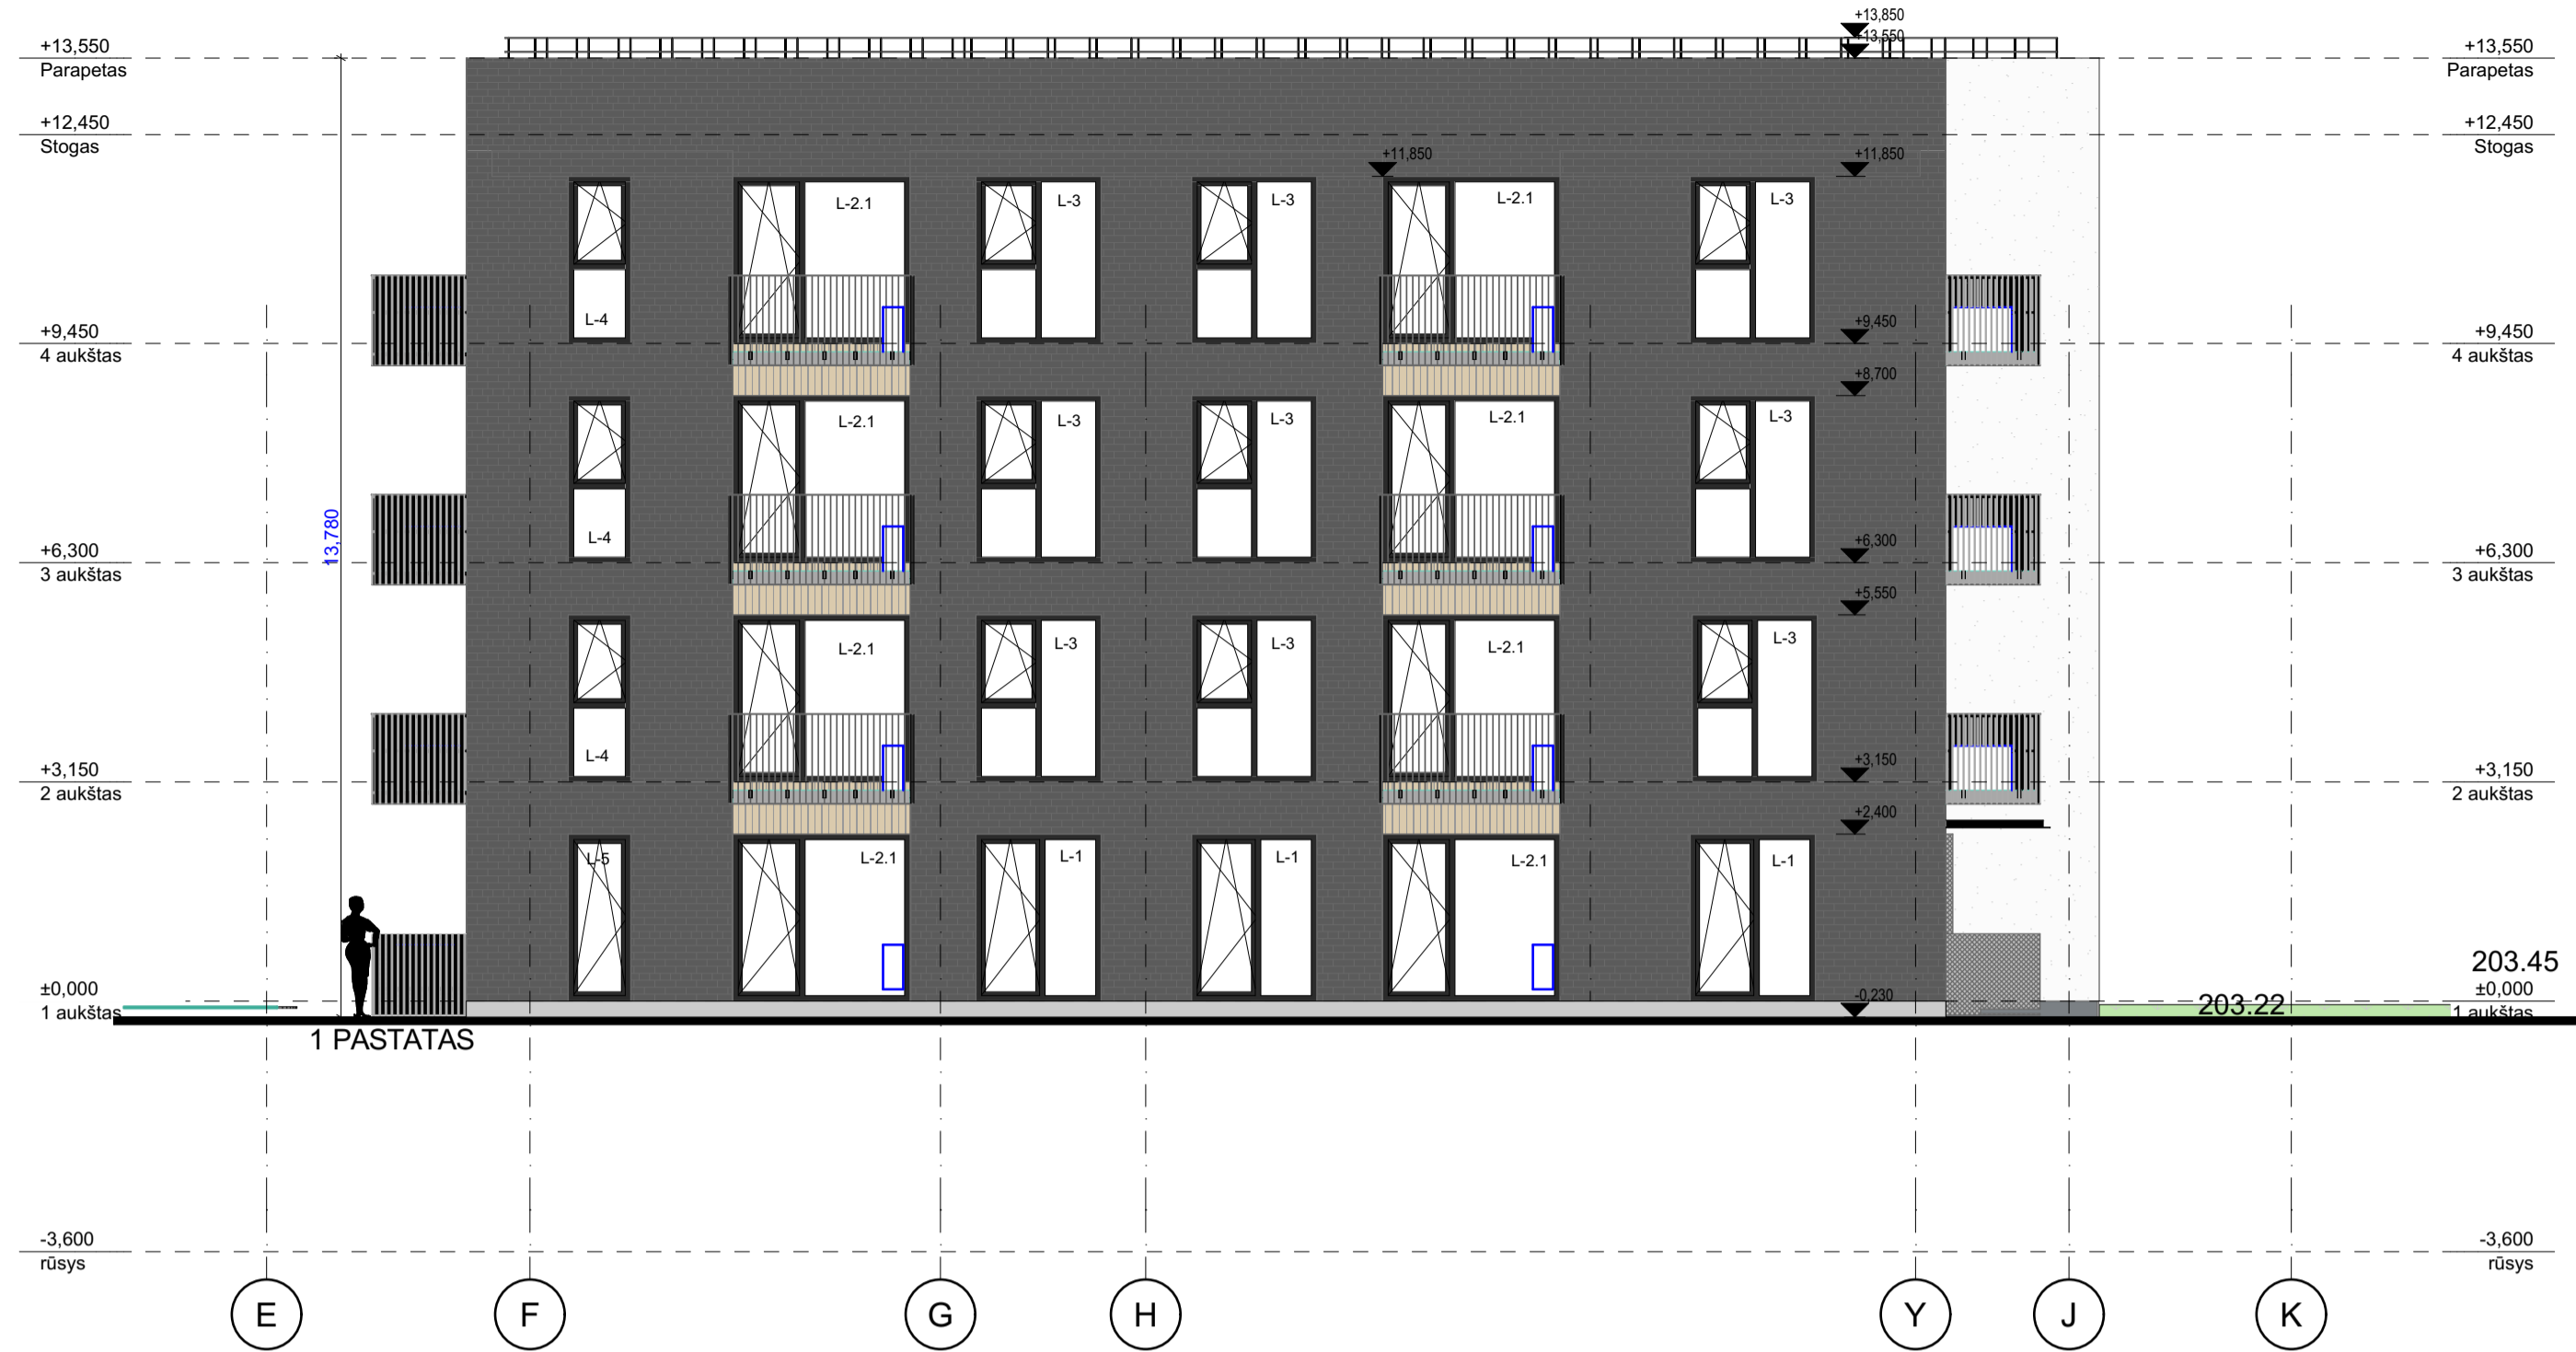 +13,850
+13,550
+13,550
Parapetas
+13,550
Parapetas
+12,450
Stogas
+12,450
Stogas
+11,850
+11,850
L-2.1
L-3
L-3
L-2.1
L-3
L-4
+9,450
4 aukštas
+9,450
+9,450
4 aukštas
+8,700
L-2.1
L-3
L-3
L-2.1
L-3
L-4
13,780
+6,300
3 aukštas
+6,300
+6,300
3 aukštas
+5,550
L-2.1
L-3
L-3
L-2.1
L-3
L-4
+3,150
2 aukštas
+3,150
+3,150
2 aukštas
+2,400
L-5
L-2.1
L-1
L-1
L-2.1
L-1
203.45
±0,000
1 aukštas
-0,230
203.22
±0,000
1 aukštas
1 PASTATAS
-3,600
rūsys
-3,600
rūsys
E
F
G
H
Y
J
K